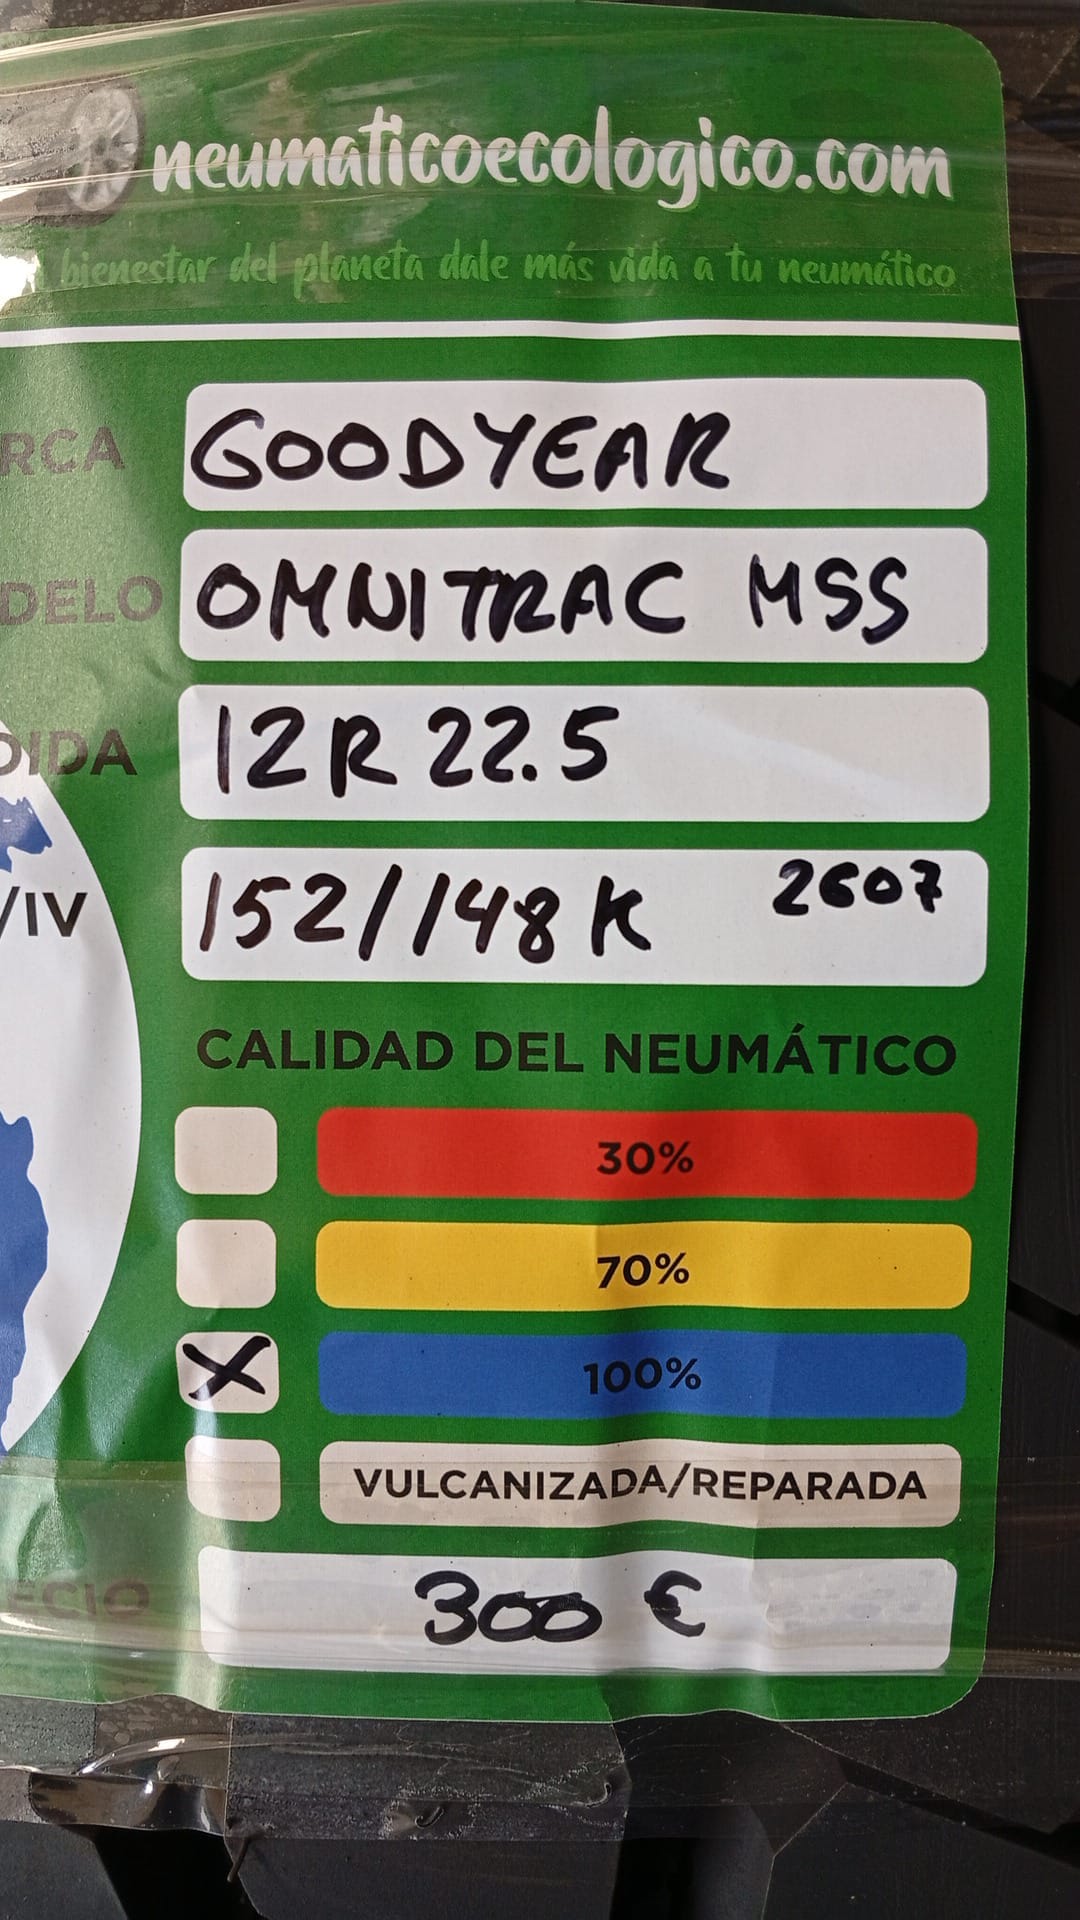 neumaticoecologico.com
bienestar del planeta dale más vida a tu neumático
RCA GOODYEAR
DELO OMNITRAC MSS
DIDA 12R 22.5
/IV 152/148K 2607
CALIDAD DEL NEUMÁTICO
30%
70%
X 100%
VULCANIZADA/REPARADA
ECIO 300 €